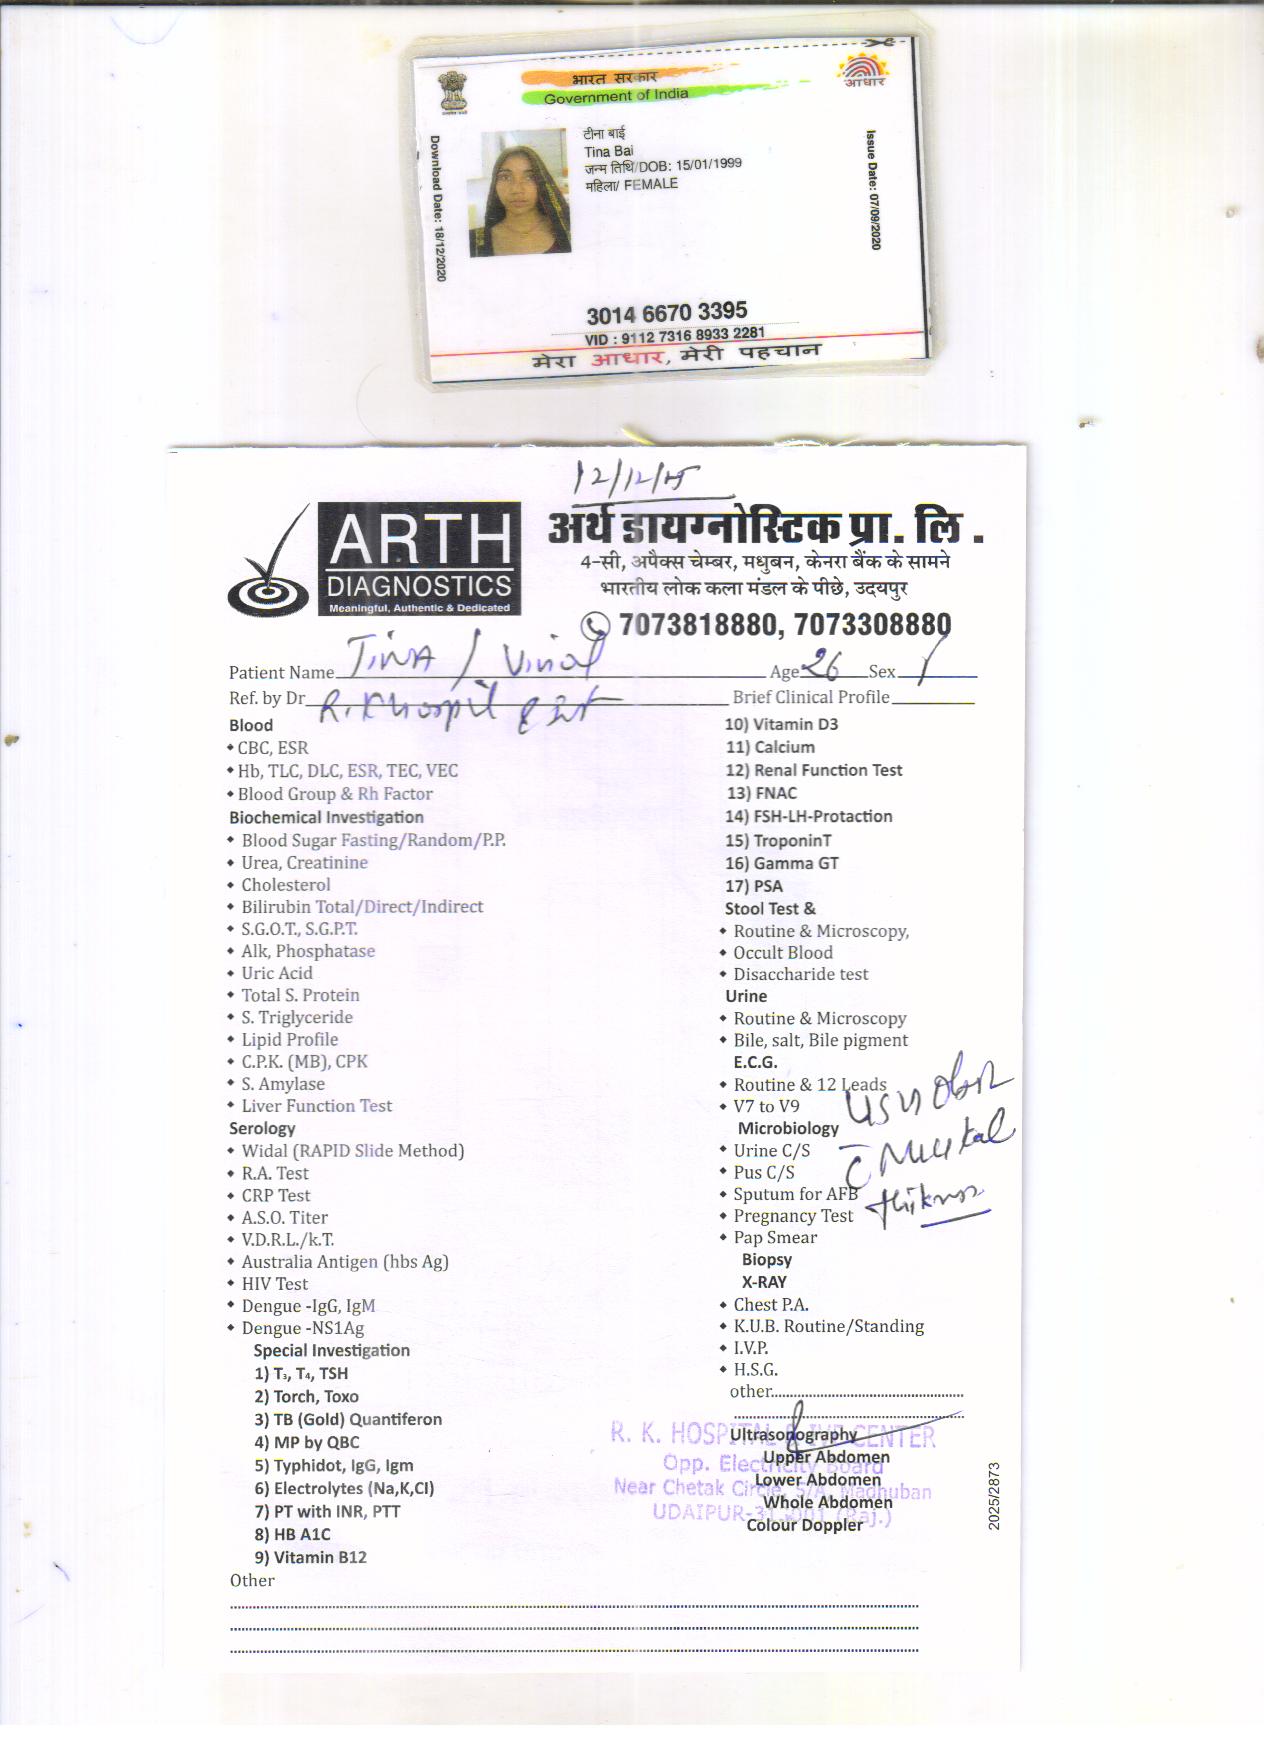 भारत सरकार
Government of India
आधार
Download Date: 18/12/2020
टीना बाई
Tina Bai
जन्म तिथि/DOB: 15/01/1999
महिला/ FEMALE
Issue Date: 07/09/2020
3014 6670 3395
VID : 9112 7316 8933 2281
मेरा आधार, मेरी पहचान
12/12/25
ARTH
DIAGNOSTICS
Meaningful, Authentic & Dedicated
अर्थ डायग्नोस्टिक प्रा. लि .
4-सी, अपैक्स चेम्बर, मधुबन, केनरा बैंक के सामने
भारतीय लोक कला मंडल के पीछे, उदयपुर
7073818880, 7073308880
Patient Name TINA / Vinod Age 26 Sex
Ref. by Dr R.K hospital Brief Clinical Profile
Blood
CBC, ESR
Hb, TLC, DLC, ESR, TEC, VEC
Blood Group & Rh Factor
Biochemical Investigation
Blood Sugar Fasting/Random/P.P.
Urea, Creatinine
Cholesterol
Bilirubin Total/Direct/Indirect
S.G.O.T., S.G.P.T.
Alk, Phosphatase
Uric Acid
Total S. Protein
S. Triglyceride
Lipid Profile
C.P.K. (MB), CPK
S. Amylase
Liver Function Test
Serology
Widal (RAPID Slide Method)
R.A. Test
CRP Test
A.S.O. Titer
V.D.R.L./k.T.
Australia Antigen (hbs Ag)
HIV Test
Dengue -IgG, IgM
Dengue -NS1Ag
Special Investigation
1) T₃, T₄, TSH
2) Torch, Toxo
3) TB (Gold) Quantiferon
4) MP by QBC
5) Typhidot, IgG, Igm
6) Electrolytes (Na,K,Cl)
7) PT with INR, PTT
8) HB A1C
9) Vitamin B12
Other
10) Vitamin D3
11) Calcium
12) Renal Function Test
13) FNAC
14) FSH-LH-Protaction
15) TroponinT
16) Gamma GT
17) PSA
Stool Test &
Routine & Microscopy,
Occult Blood
Disaccharide test
Urine
Routine & Microscopy
Bile, salt, Bile pigment
E.C.G.
Routine & 12 Leads
V7 to V9
Microbiology
Urine C/S
Pus C/S
Sputum for AFB
Pregnancy Test
Pap Smear
Biopsy
X-RAY
Chest P.A.
K.U.B. Routine/Standing
I.V.P.
H.S.G.
other
Ultrasonography
Upper Abdomen
Lower Abdomen
Whole Abdomen
Colour Doppler
R. K. HOSPITAL & IVF CENTER
Opp. Electricity Board
Near Chetak Circle, 5/A, Madhuban
UDAIPUR-313001 (Raj.)
2025/2873